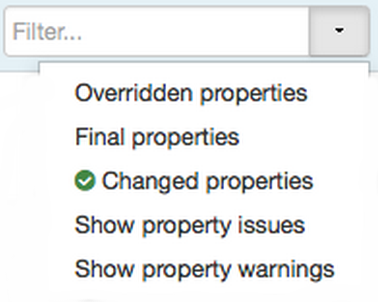 Filter...
Overridden properties
Final properties
Changed properties
Show property issues
Show property warnings